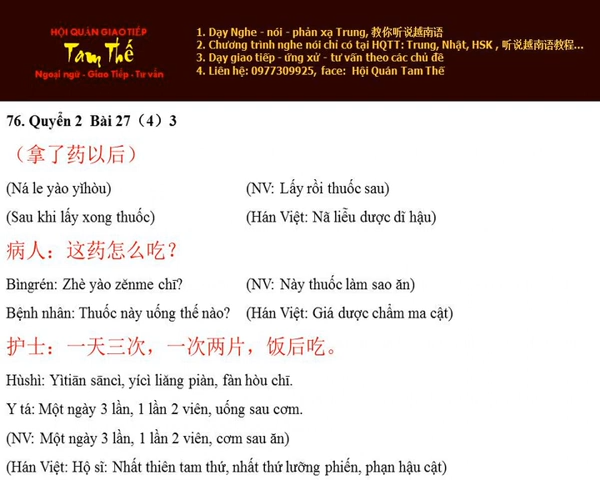 HỘI QUÁN GIAO TIẾP
Tam Thế
Ngoại ngữ - Giao Tiếp - Tư vấn
1. Dạy Nghe - nói - phản xạ Trung, 教你听说越南语
2. Chương trình nghe nói chỉ có tại HQTT: Trung, Nhật, HSK , 听说越南语教程...
3. Dạy giao tiếp - ứng xử - tư vấn theo các chủ đề
4. Liên hệ: 0977309925, face: Hội Quán Tam Thế
76. Quyển 2 Bài 27（4）3
（拿了药以后）
(Ná le yào yǐhòu) (NV: Lấy rồi thuốc sau)
(Sau khi lấy xong thuốc) (Hán Việt: Nã liễu dược dĩ hậu)
病人：这药怎么吃？
Bìngrén: Zhè yào zěnme chī? (NV: Này thuốc làm sao ăn)
Bệnh nhân: Thuốc này uống thế nào? (Hán Việt: Giá dược chẩm ma cật)
护士：一天三次，一次两片，饭后吃。
Hùshì: Yītiān sāncì, yícì liǎng piàn, fàn hòu chī.
Y tá: Một ngày 3 lần, 1 lần 2 viên, uống sau cơm.
(NV: Một ngày 3 lần, 1 lần 2 viên, cơm sau ăn)
(Hán Việt: Hộ sĩ: Nhất thiên tam thứ, nhất thứ lưỡng phiến, phạn hậu cật)